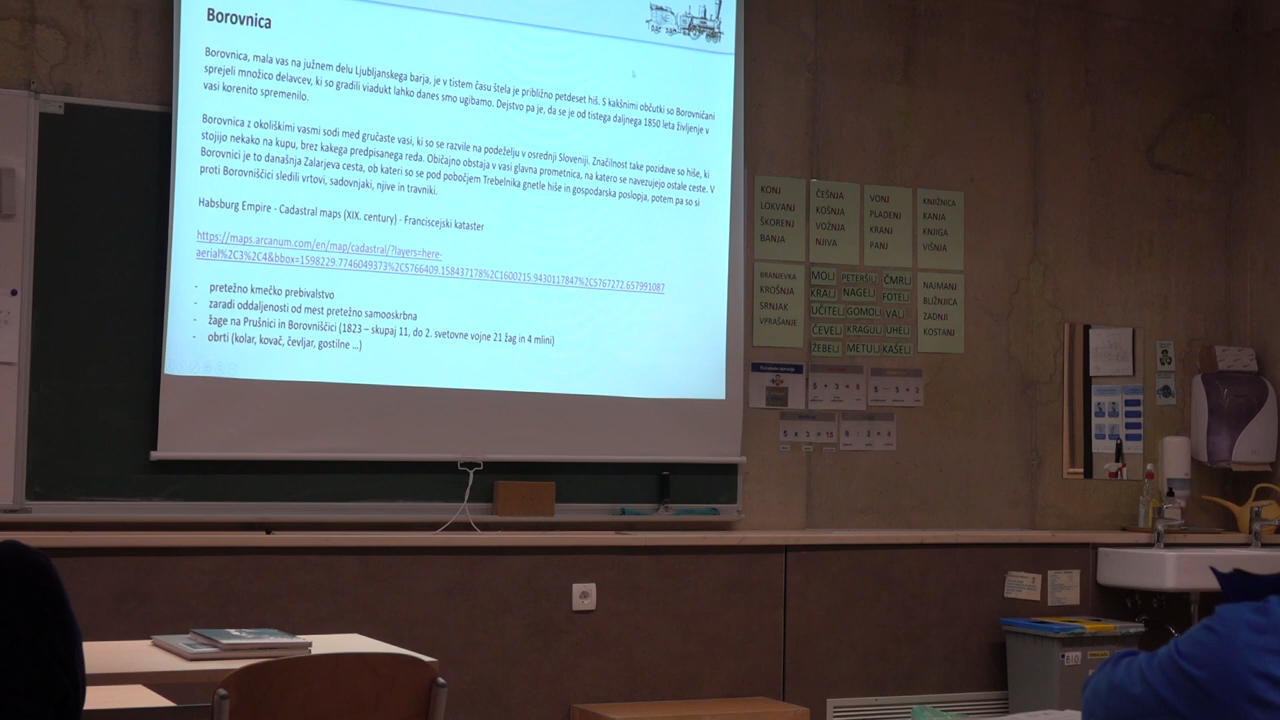 Borovnica
Borovnica, mala vas na južnem delu Ljubljanskega barja, je v tistem času štela je približno petdeset hiš. S kakšnimi občutki so Borovničani
sprejeli množico delavcev, ki so gradili viadukt lahko danes smo ugibamo. Dejstvo pa je, da se je od tistega daljnega 1850 leta življenje v
vasi korenito spremenilo.
Borovnica z okoliškimi vasmi sodi med gručaste vasi, ki so se razvile na podeželju v osrednji Sloveniji. Značilnost take pozidave so hiše, ki
stojijo nekako na kupu, brez kakega predpisanega reda. Običajno obstaja v vasi glavna prometnica, na katero se navezujejo ostale ceste. V
Borovnici je to današnja Zalarjeva cesta, ob kateri so se pod pobočjem Trebelnika gnetle hiše in gospodarska poslopja, potem pa so si
proti Borovniščici sledili vrtovi, sadovnjaki, njive in travniki.
Habsburg Empire - Cadastral maps (XIX. century) - Franciscejski kataster
https://maps.arcanum.com/en/map/cadastral/?layers=here-
aerial%2C3%2C4&bbox=1598229.7746049373%2C5766409.158437178%2C1600215.9430117847%2C5767272.657991087
- pretežno kmečko prebivalstvo
- zaradi oddaljenosti od mest pretežno samooskrbna
- žage na Prušnici in Borovniščici (1823 – skupaj 11, do 2. svetovne vojne 21 žag in 4 mlini)
- obrti (kolar, kovač, čevljar, gostilne …)
KONJ
LOKVANJ
ŠKORENJ
BANJA
ČEŠNJA
KOŠNJA
VOŽNJA
NJIVA
VONJ
PLADENJ
KRANJ
PANJ
KNJIŽNICA
KANJA
KNJIGA
VIŠNJA
BRANJEVKA
KROŠNJA
SRNJAK
VPRAŠANJE
MOLJ PETERŠILJ ČMRLJ
KRALJ NAGELJ FOTELJ
UČITELJ GOMOLJ VALJ
ČEVELJ KRAGULJ UHELJ
ŽEBELJ METULJ KAŠELJ
NAJMANJ
BLIŽNJICA
ZADNJI
KOSTANJ
5 + 3 = 8
5 - 3 = 2
5 x 3 = 15
BIO